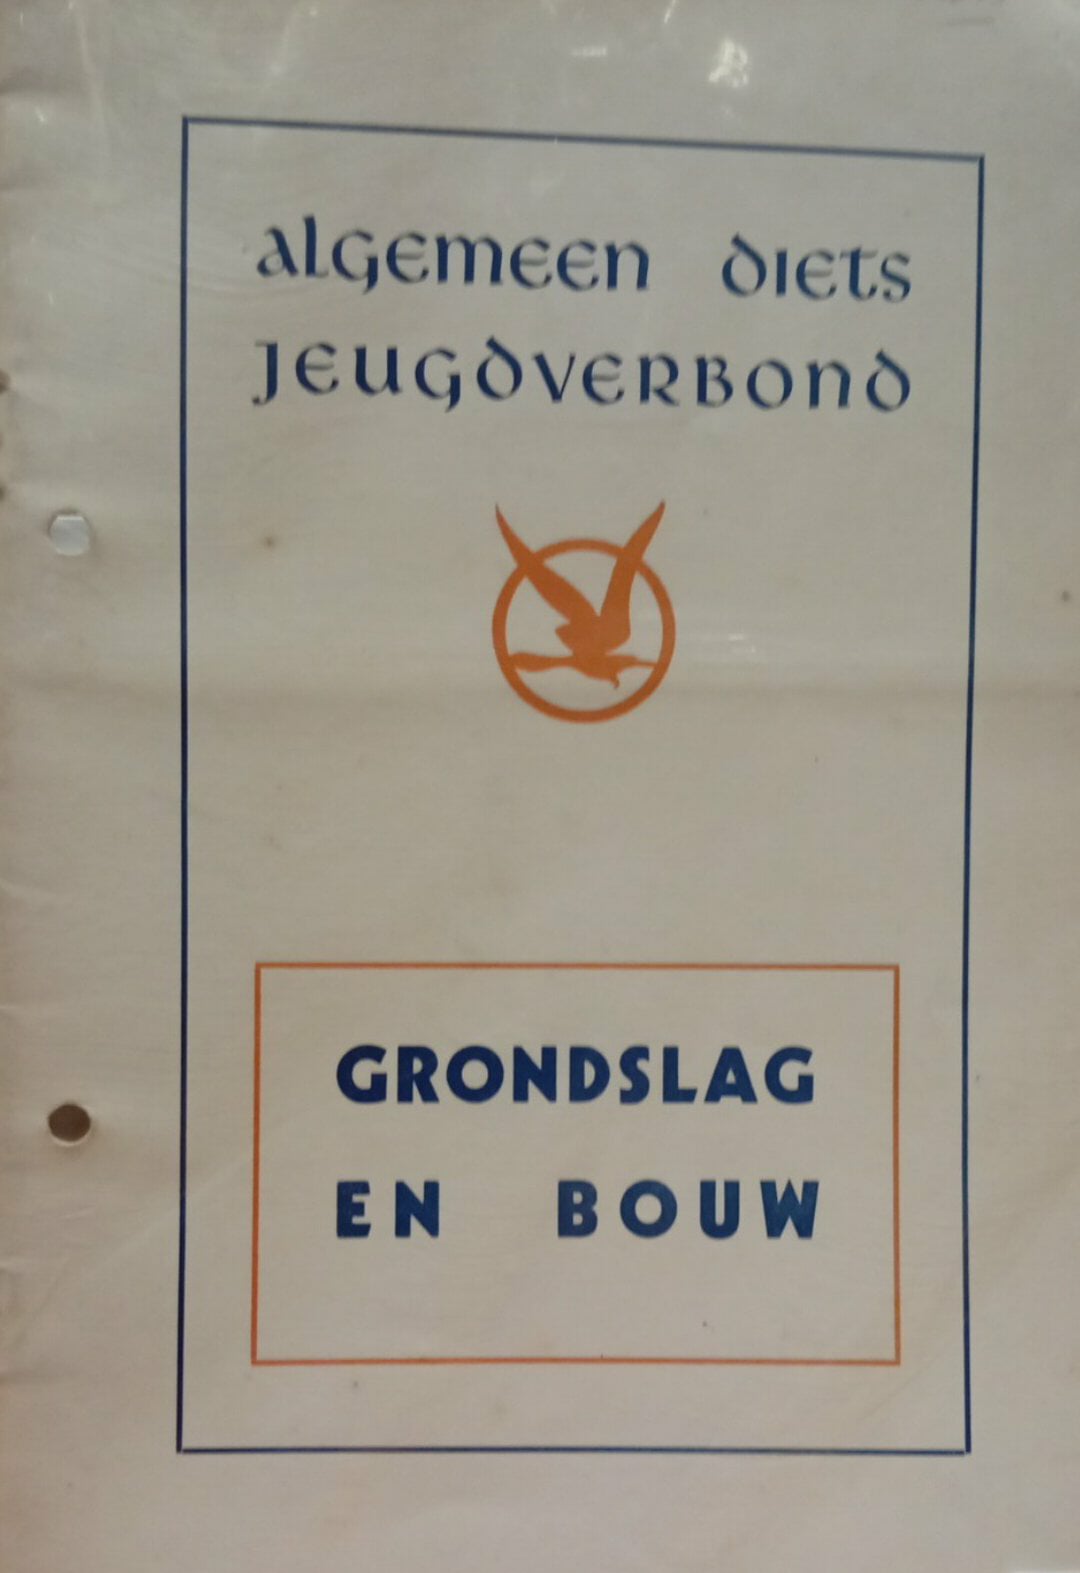 algemeen diets
jeugdverbond
GRONDSLAG
EN BOUW